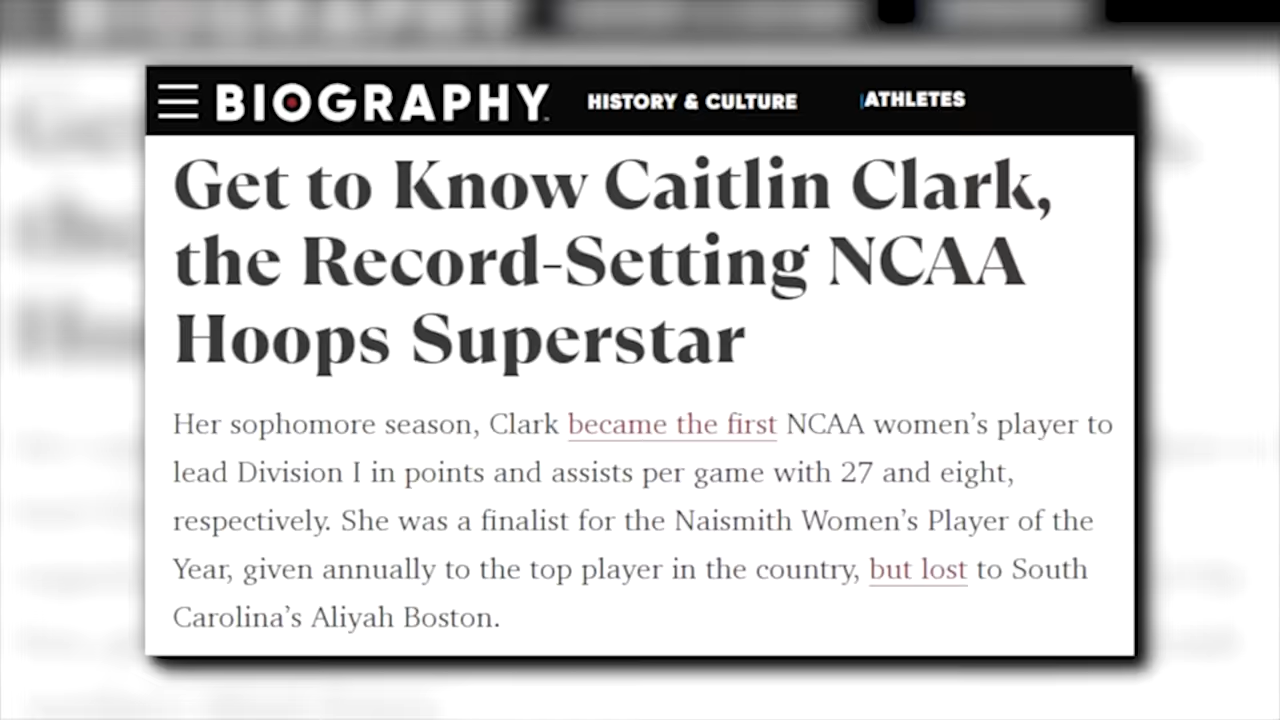 BIOGRAPHY
HISTORY & CULTURE
ATHLETES
Get to Know Caitlin Clark,
the Record-Setting NCAA
Hoops Superstar
Her sophomore season, Clark became the first NCAA women’s player to
lead Division I in points and assists per game with 27 and eight,
respectively. She was a finalist for the Naismith Women’s Player of the
Year, given annually to the top player in the country, but lost to South
Carolina’s Aliyah Boston.